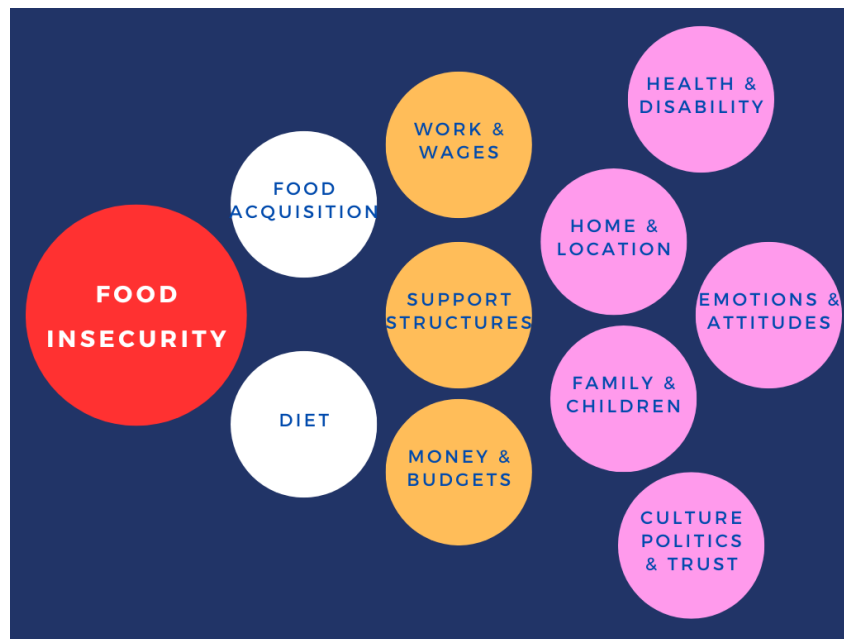 FOOD
INSECURITY
FOOD
ACQUISITION
DIET
WORK &
WAGES
SUPPORT
STRUCTURES
MONEY &
BUDGETS
HEALTH &
DISABILITY
HOME &
LOCATION
EMOTIONS &
ATTITUDES
FAMILY &
CHILDREN
CULTURE
POLITICS
& TRUST